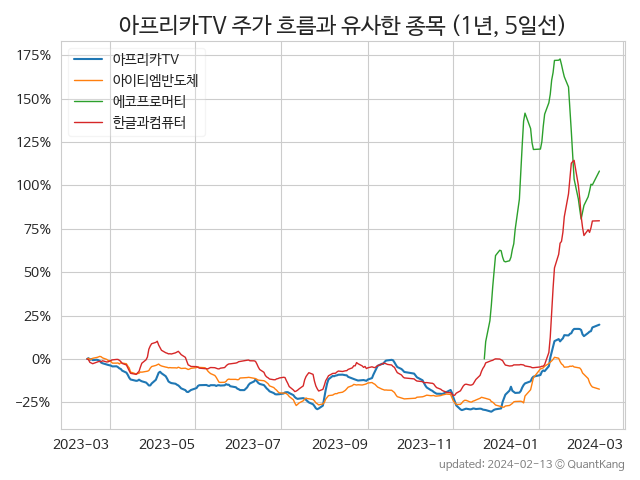 아프리카TV 주가 흐름과 유사한 종목 (1년, 5일선)
175%
150%
125%
100%
75%
50%
25%
0%
−25%
아프리카TV
아이티엠반도체
에코프로머티
한글과컴퓨터
2023-03 2023-05 2023-07 2023-09 2023-11 2024-01 2024-03
updated: 2024-02-13 © QuantKang